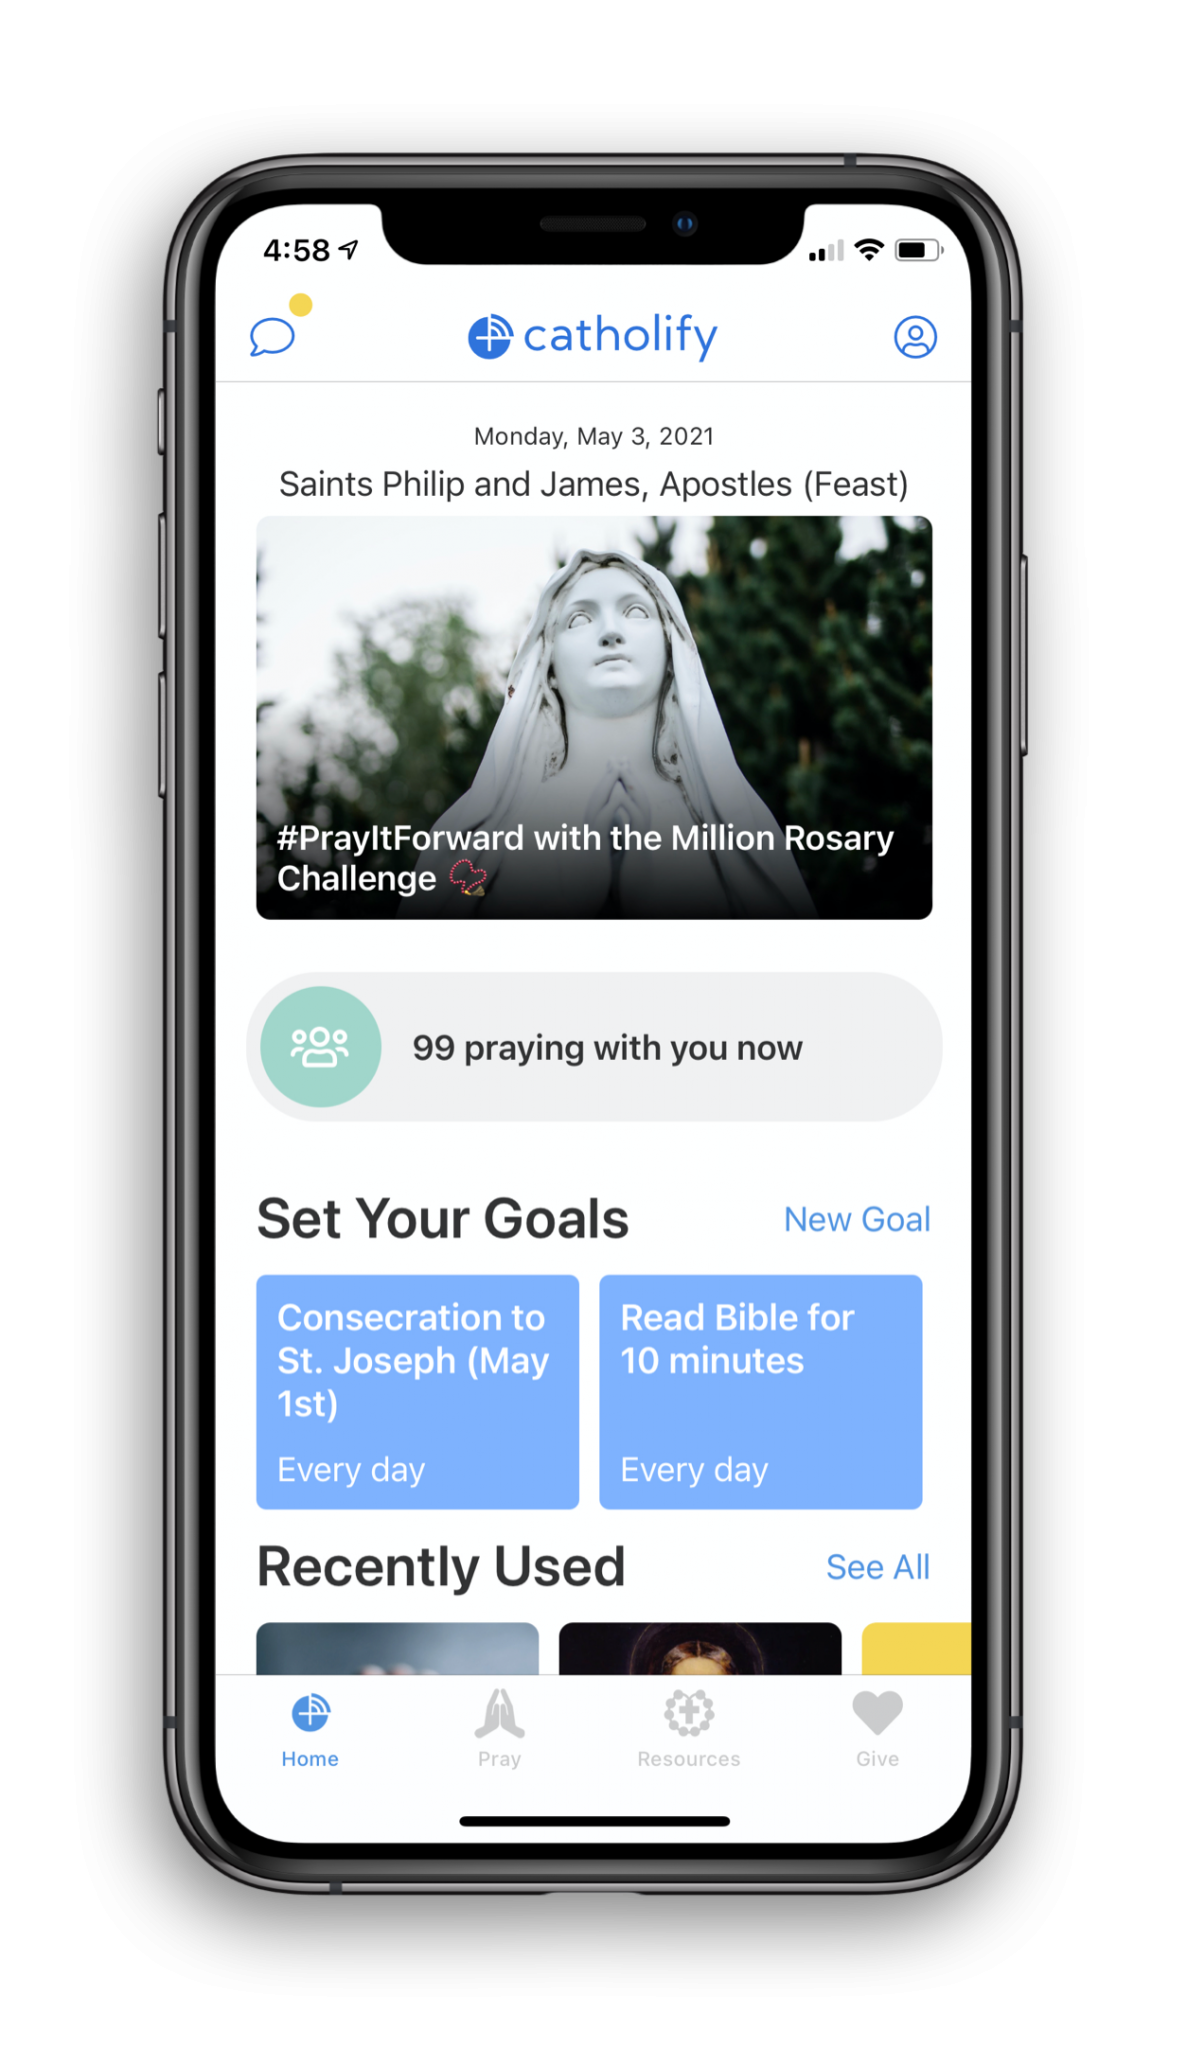 4:58
catholify
Monday, May 3, 2021
Saints Philip and James, Apostles (Feast)
#PrayItForward with the Million Rosary
Challenge 📿
99 praying with you now
Set Your Goals
New Goal
Consecration to
St. Joseph (May
1st)
Every day
Read Bible for
10 minutes
Every day
Recently Used
See All
Home
Pray
Resources
Give